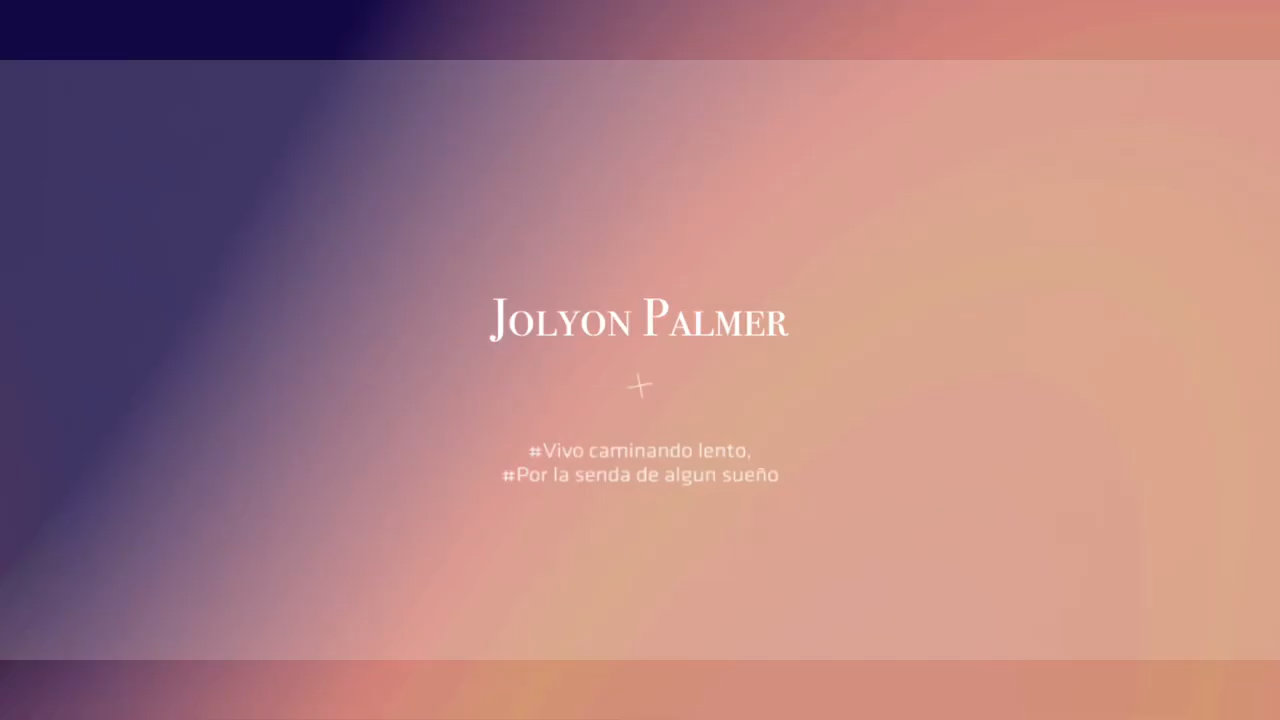 Jolyon Palmer
#Vivo caminando lento,
#Por la senda de algun sueño